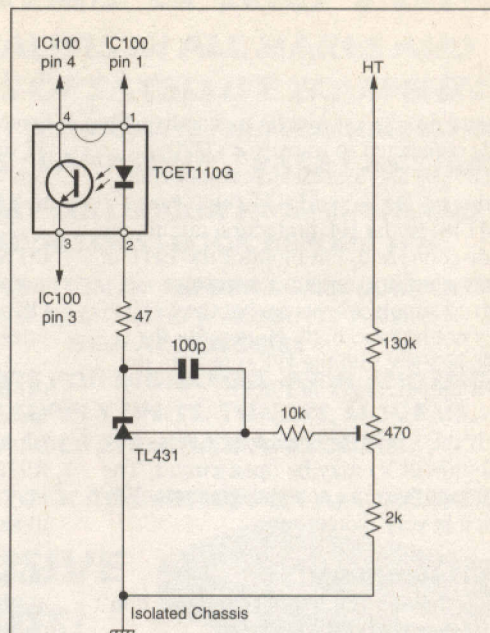 IC100
pin 4
IC100
pin 1
HT
4
1
TCET110G
3
2
IC100
pin 3
47
130k
100p
10k
470
TL431
2k
Isolated Chassis